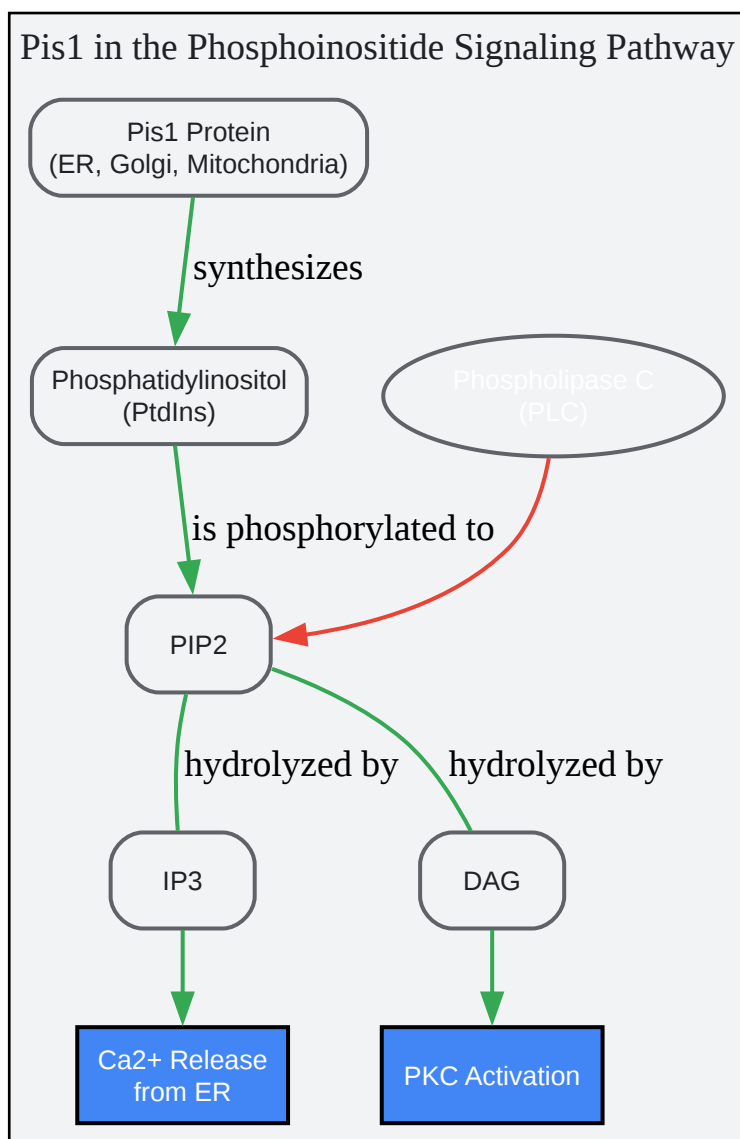 Pis1 in the Phosphoinositide Signaling Pathway
Pis1 Protein
(ER, Golgi, Mitochondria)
synthesizes
Phosphatidylinositol
(PtdIns)
Phospholipase C
(PLC)
is phosphorylated to
PIP2
hydrolyzed by
hydrolyzed by
IP3
DAG
Ca2+ Release
from ER
PKC Activation